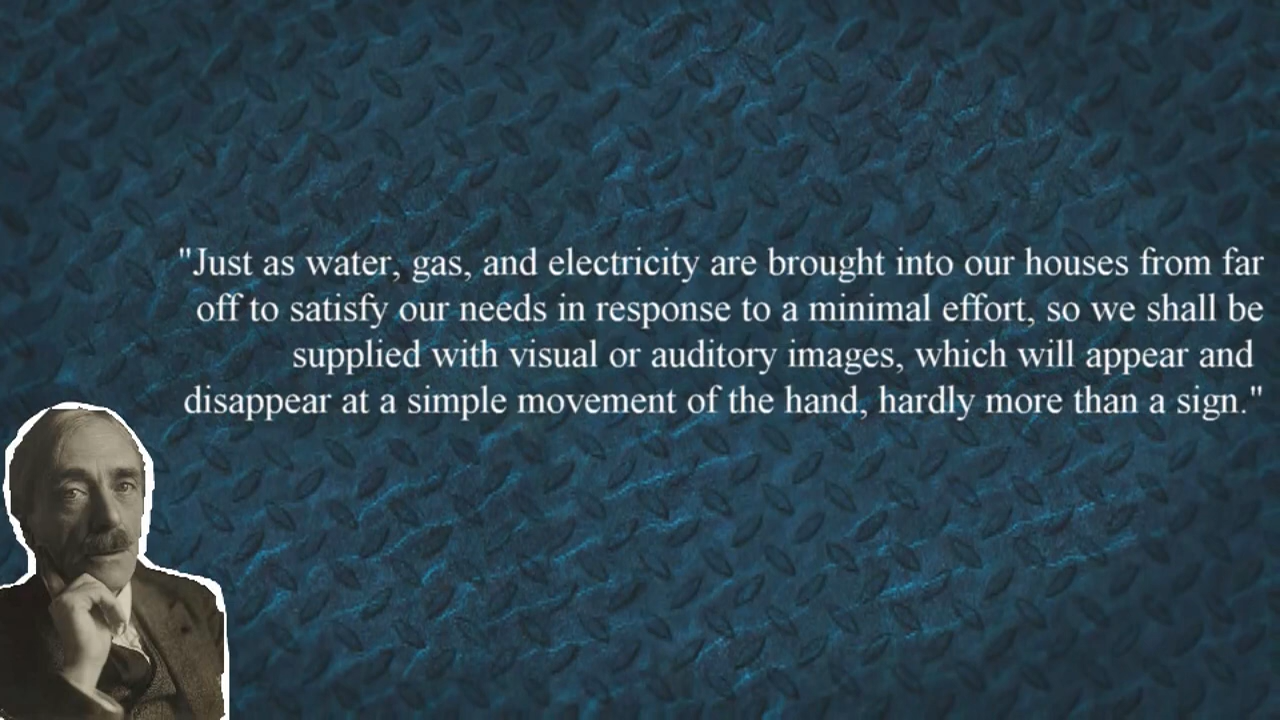 "Just as water, gas, and electricity are brought into our houses from far
off to satisfy our needs in response to a minimal effort, so we shall be
supplied with visual or auditory images, which will appear and
disappear at a simple movement of the hand, hardly more than a sign."